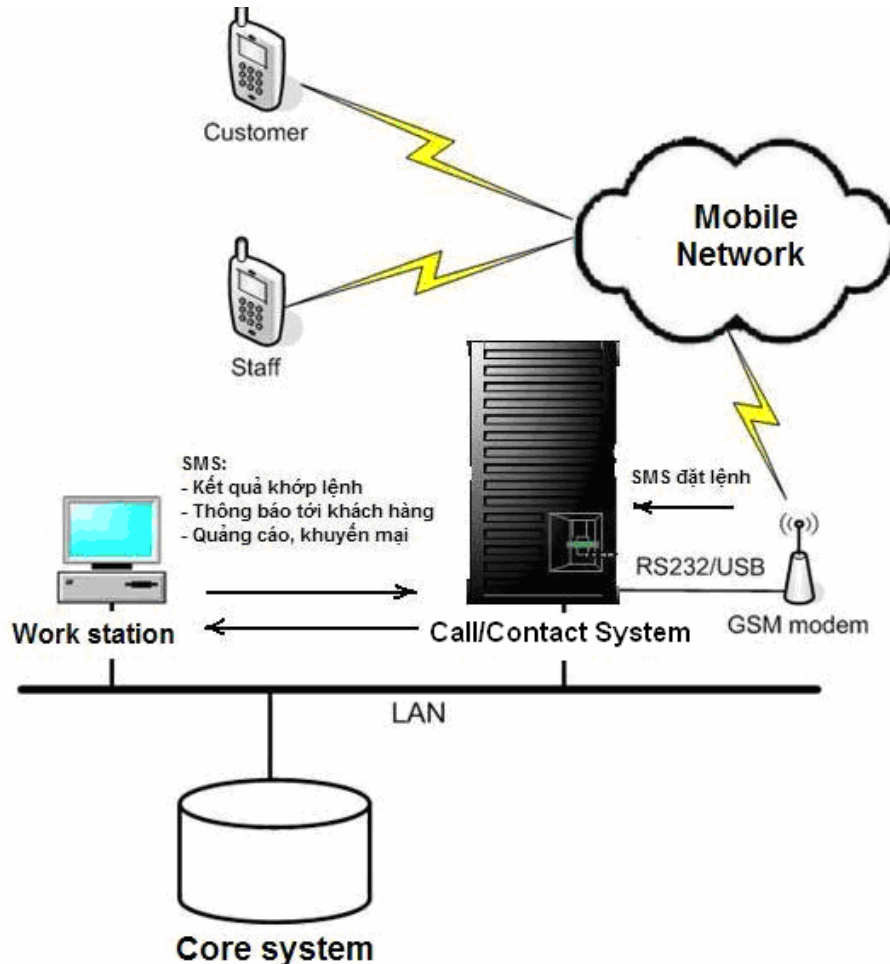 Customer
Mobile
Network
Staff
SMS:
- Kết quả khớp lệnh
- Thông báo tới khách hàng
- Quảng cáo, khuyến mại
SMS đặt lệnh
RS232/USB
Work station
Call/Contact System
GSM modem
LAN
Core system